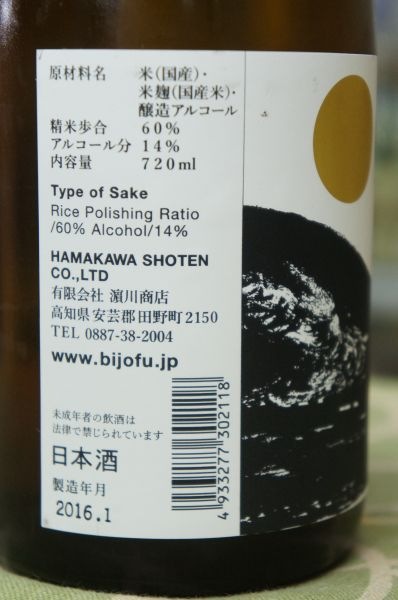 原材料名 米(国産)・
米麹(国産米)・
醸造アルコール
精米歩合 60%
アルコール分 14%
内容量 720ml
Type of Sake
Rice Polishing Ratio
/60% Alcohol/14%
HAMAKAWA SHOTEN
CO.,LTD
有限会社 濵川商店
高知県安芸郡田野町2150
TEL 0887-38-2004
www.bijofu.jp
未成年者の飲酒は
法律で禁じられています
日本酒
製造年月
2016.1
4 933277 302118